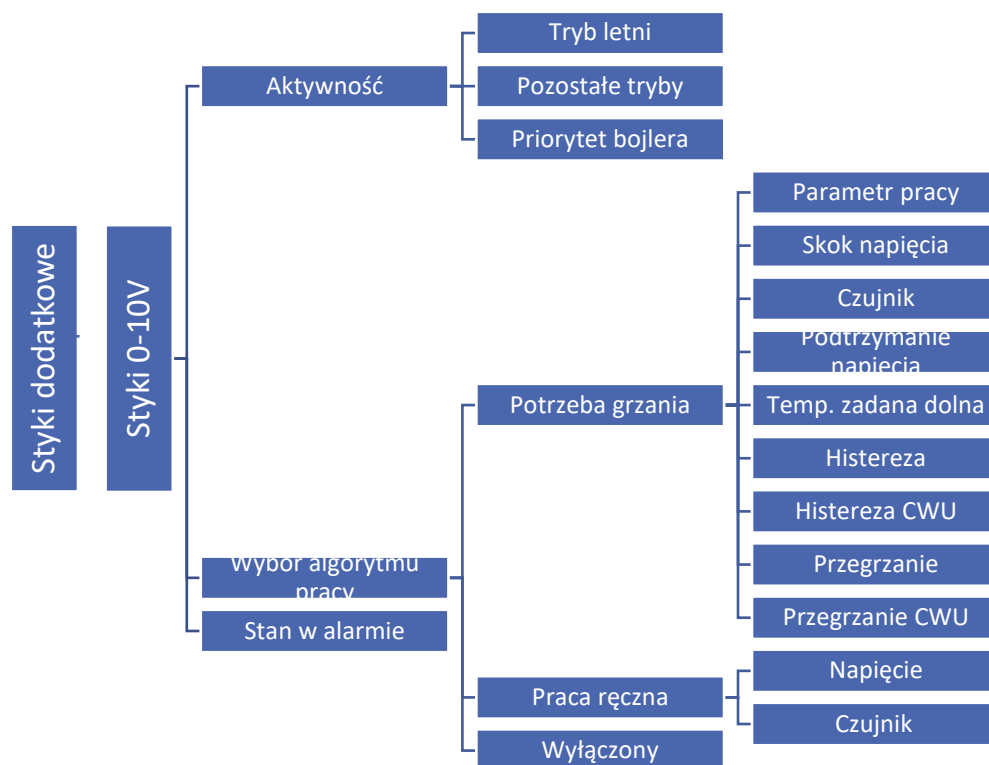 Styki dodatkowe
Styki 0-10V
Aktywność
Tryb letni
Pozostałe tryby
Priorytet bojlera
Wybór algorytmu
pracy
Potrzeba grzania
Parametr pracy
Skok napięcia
Czujnik
Podtrzymanie
napięcia
Temp. zadana dolna
Histereza
Histereza CWU
Przegrzanie
Przegrzanie CWU
Praca ręczna
Napięcie
Czujnik
Wyłączony
Stan w alarmie